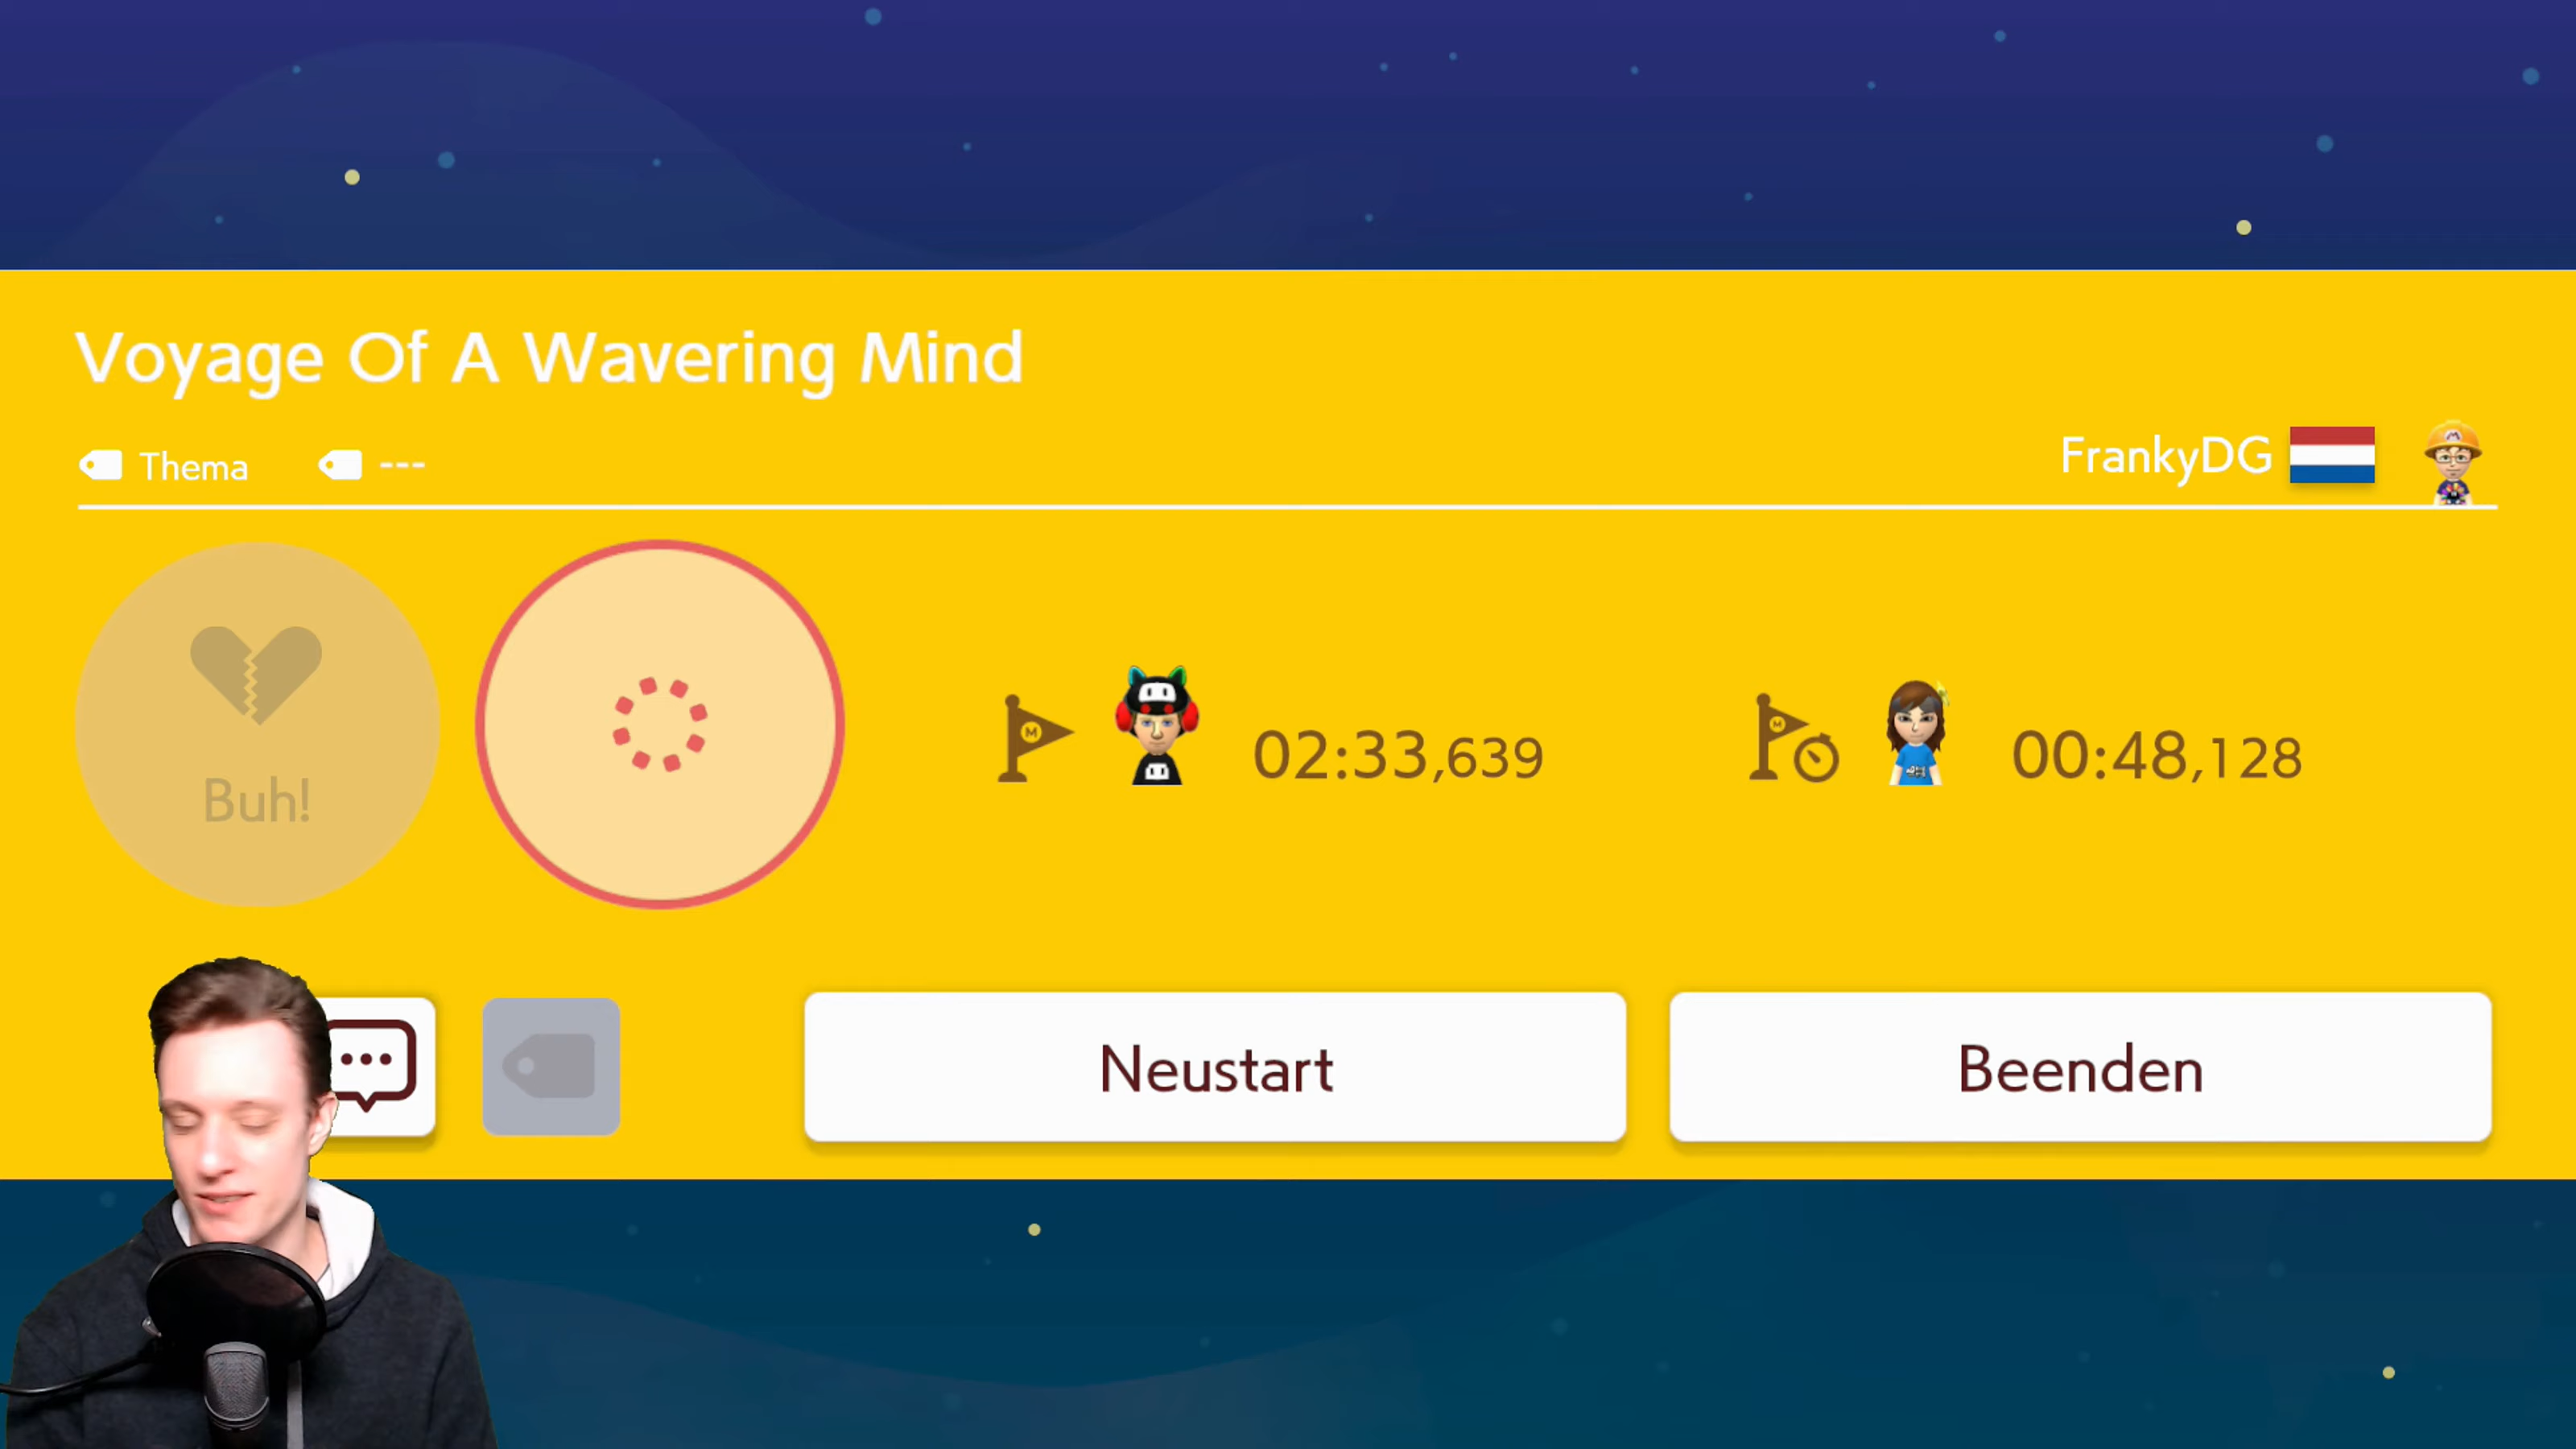 Voyage Of A Wavering Mind
Thema ---
FrankyDG
Buh!
M 02:33,639
M 00:48,128
Neustart
Beenden